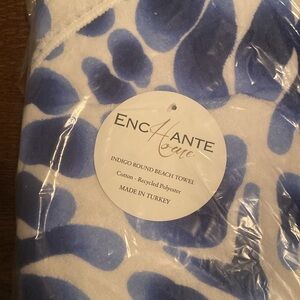 ENCHANTE
Home
INDIGO ROUND BEACH TOWEL
Cotton - Recycled Polyester
MADE IN TURKEY